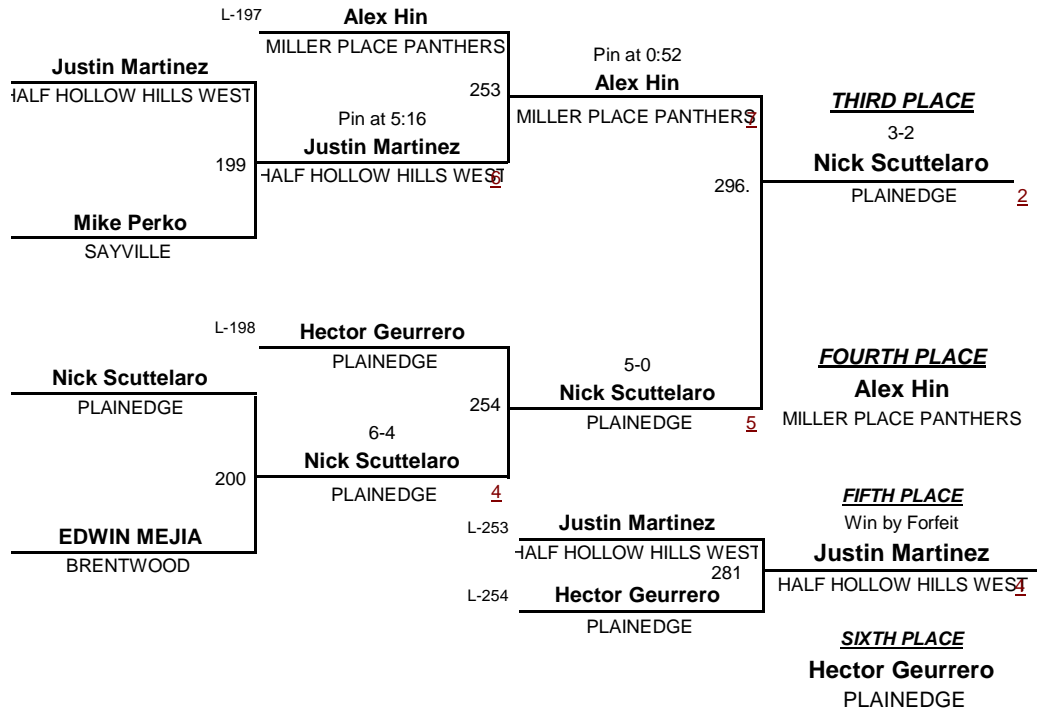 L-197
Alex Hin
MILLER PLACE PANTHERS
Justin Martinez
HALF HOLLOW HILLS WEST
253
Pin at 0:52
Alex Hin
MILLER PLACE PANTHERS 7
THIRD PLACE
3-2
Nick Scuttelaro
PLAINEDGE 2
Pin at 5:16
Justin Martinez
HALF HOLLOW HILLS WEST 6
199
296.
Mike Perko
SAYVILLE
L-198
Hector Geurrero
PLAINEDGE
Nick Scuttelaro
PLAINEDGE
254
5-0
Nick Scuttelaro
PLAINEDGE 5
FOURTH PLACE
Alex Hin
MILLER PLACE PANTHERS
6-4
Nick Scuttelaro
PLAINEDGE 4
200
EDWIN MEJIA
BRENTWOOD
L-253
Justin Martinez
HALF HOLLOW HILLS WEST
281
L-254
Hector Geurrero
PLAINEDGE
FIFTH PLACE
Win by Forfeit
Justin Martinez
HALF HOLLOW HILLS WEST 4
SIXTH PLACE
Hector Geurrero
PLAINEDGE